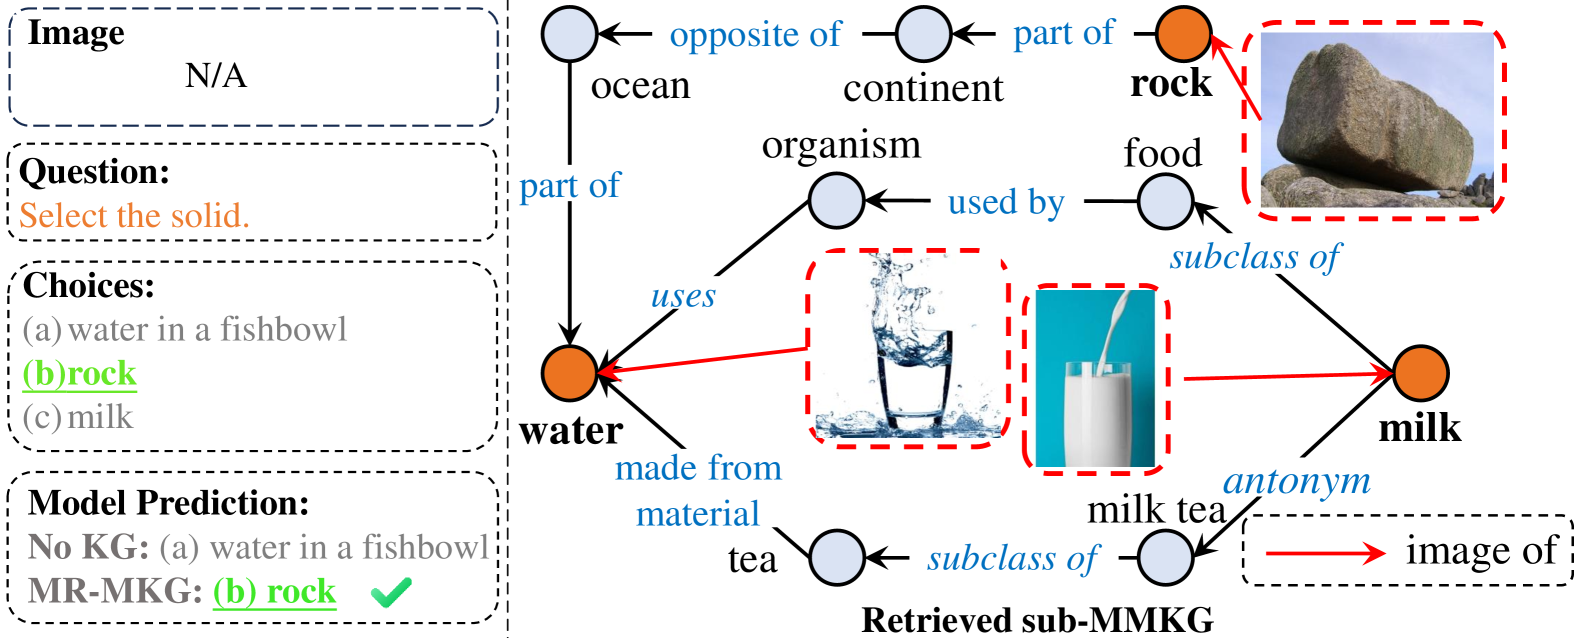 Image
N/A
Question:
Select the solid.
Choices:
(a) water in a fishbowl
(b)rock
(c) milk
Model Prediction:
No KG: (a) water in a fishbowl
MR-MKG: (b) rock
opposite of
part of
ocean
continent
rock
organism
food
part of
used by
subclass of
uses
water
milk
made from
material
antonym
milk tea
tea
subclass of
image of
Retrieved sub-MMKG